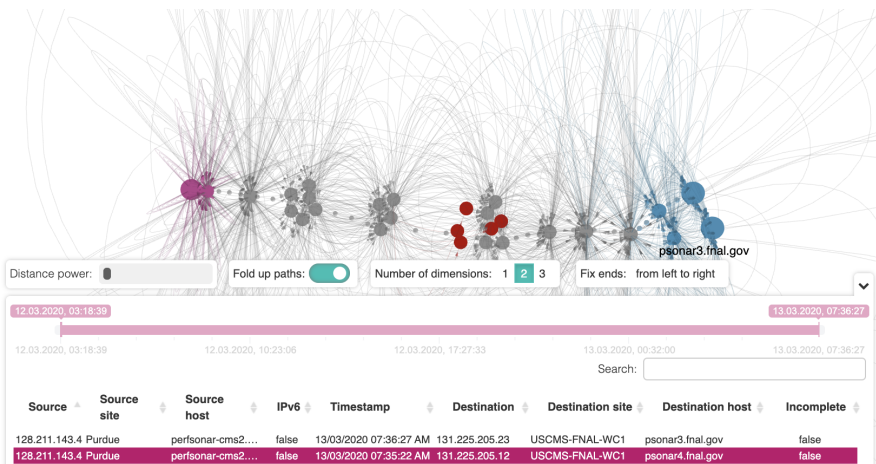 psonar3.fnal.gov
Distance power: Fold up paths: Number of dimensions: 1 2 3 Fix ends: from left to right
12.03.2020, 03:18:39 13.03.2020, 07:36:27
12.03.2020, 03:18:39 12.03.2020, 10:23:06 12.03.2020, 17:27:33 13.03.2020, 00:32:00 13.03.2020, 07:36:27
Search:
Source Source site Source host IPv6 Timestamp Destination Destination site Destination host Incomplete
128.211.143.4 Purdue perfsonar-cms2.... false 13/03/2020 07:36:27 AM 131.225.205.23 USCMS-FNAL-WC1 psonar3.fnal.gov false
128.211.143.4 Purdue perfsonar-cms2.... false 13/03/2020 07:35:22 AM 131.225.205.12 USCMS-FNAL-WC1 psonar4.fnal.gov false